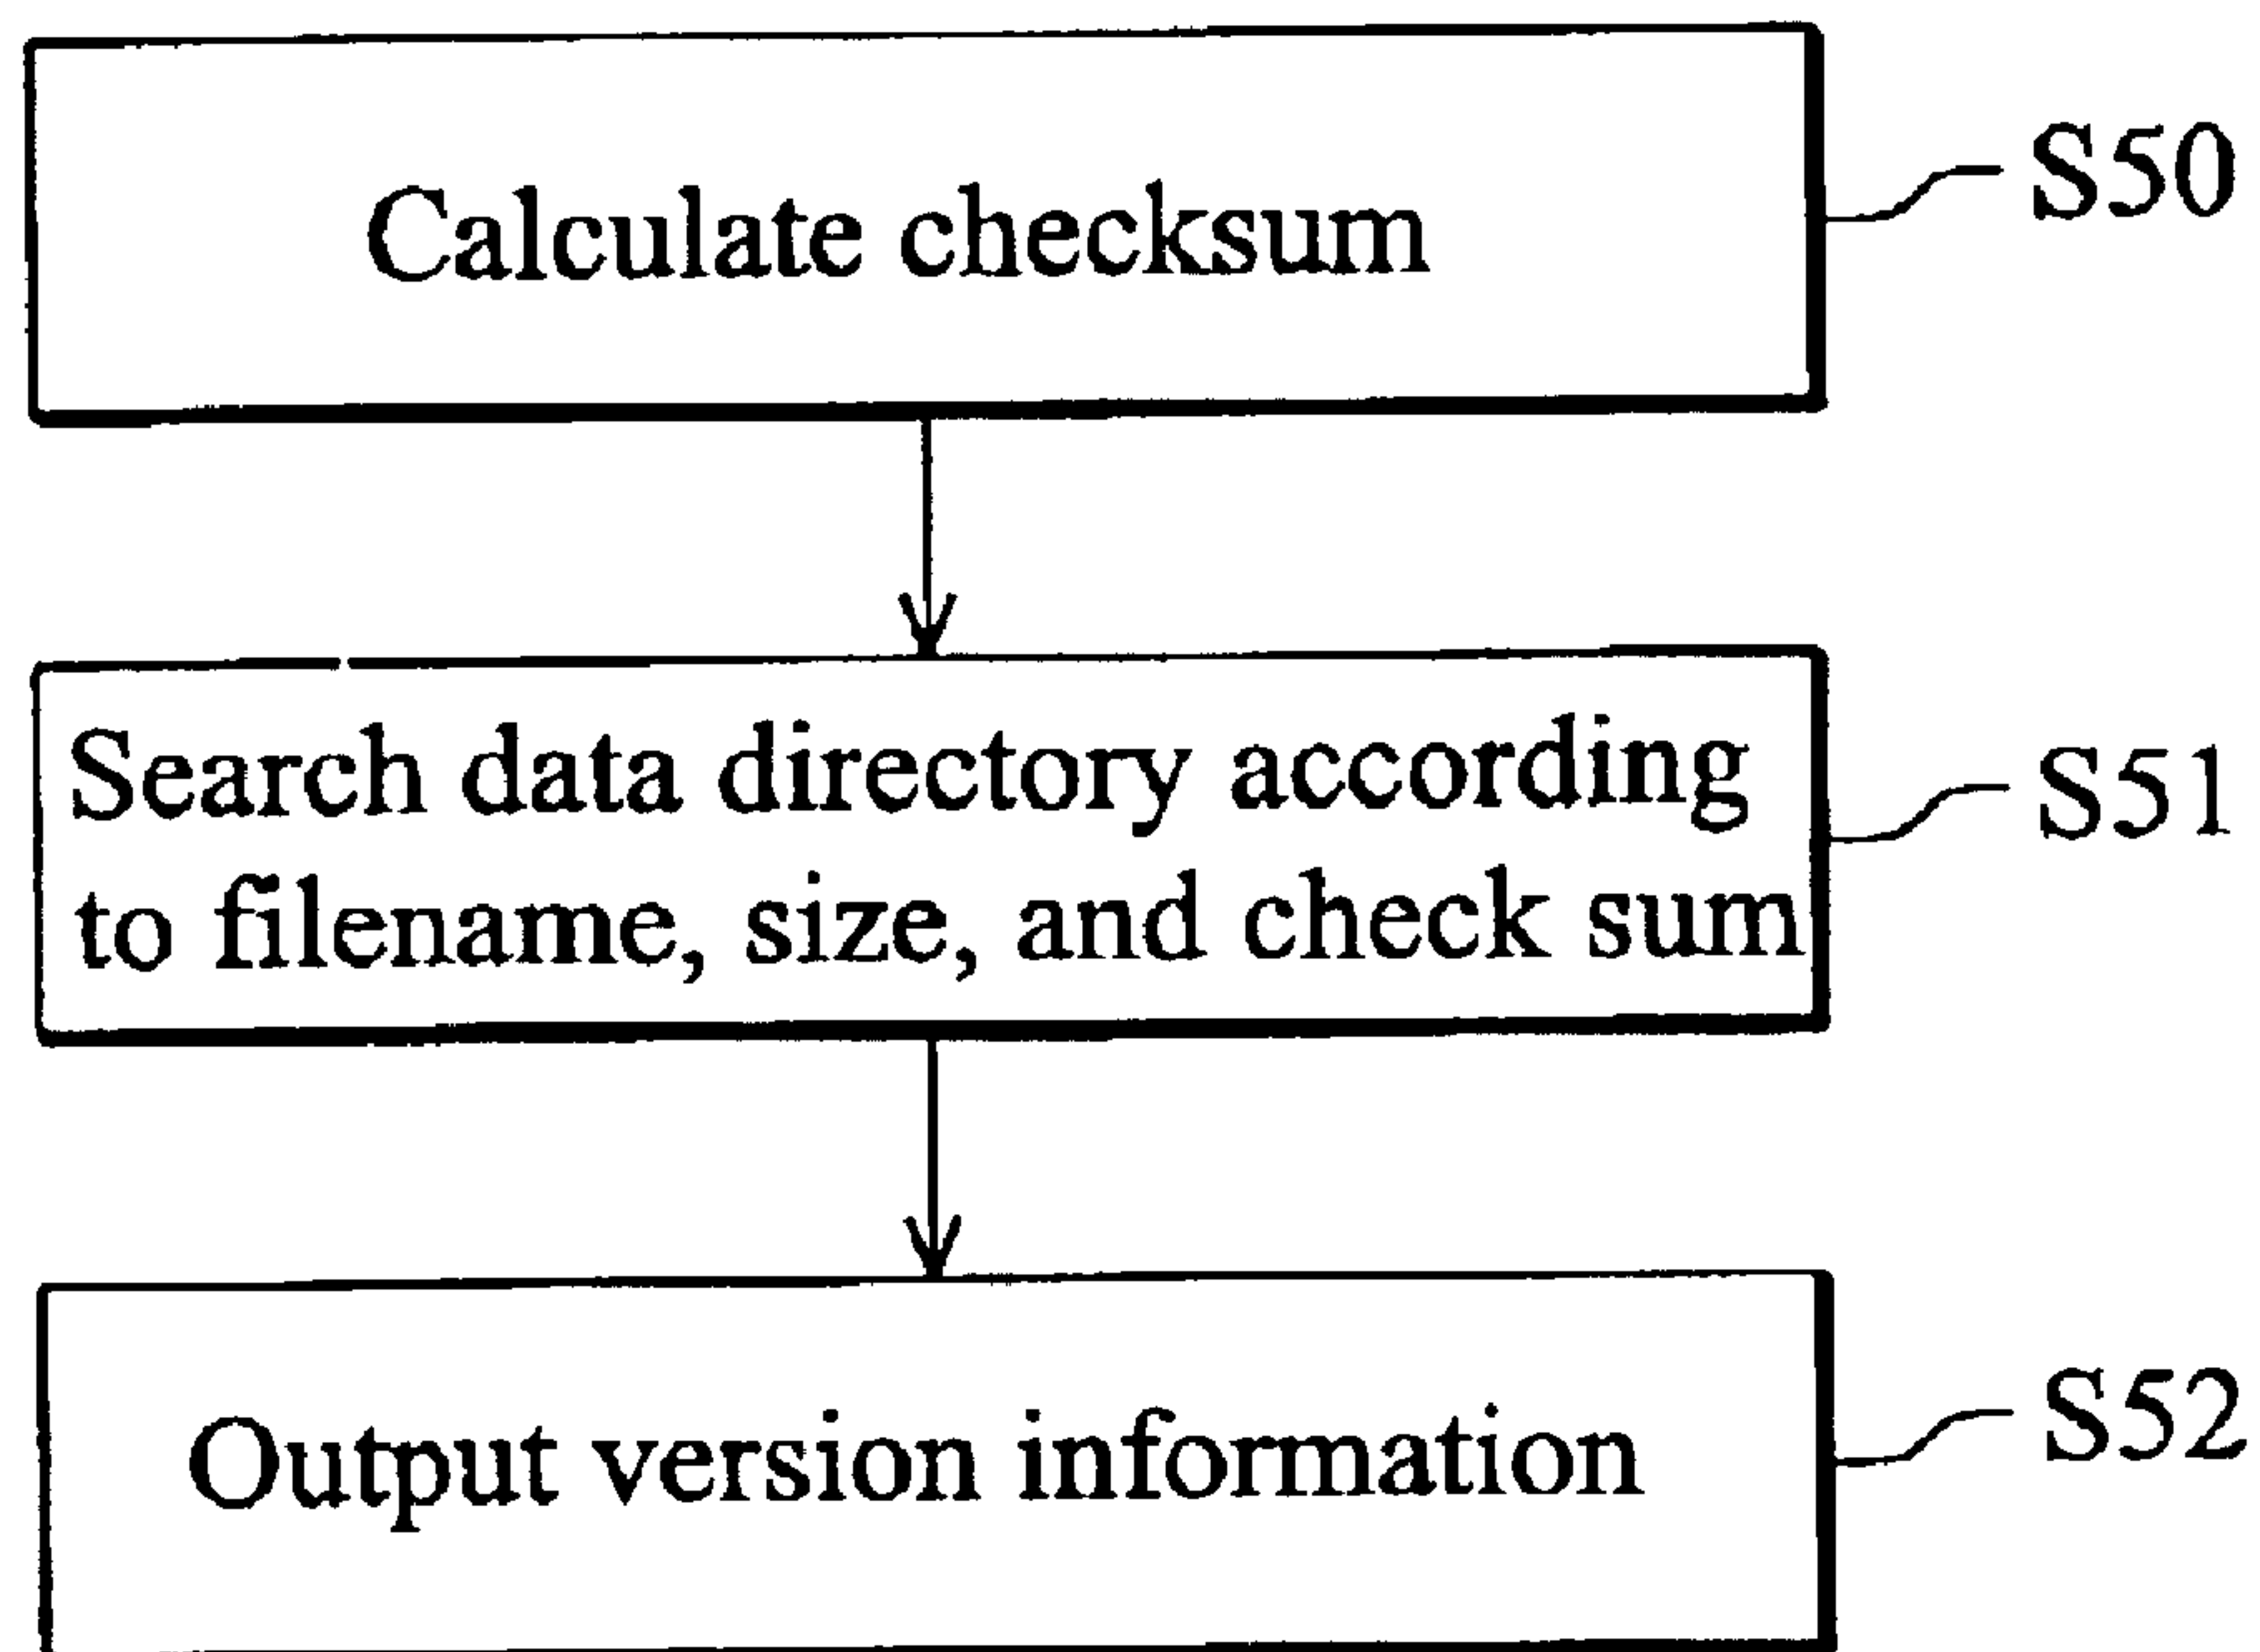 Calculate checksum
S50
Search data directory according
to filename, size, and check sum
S51
Output version information
S52